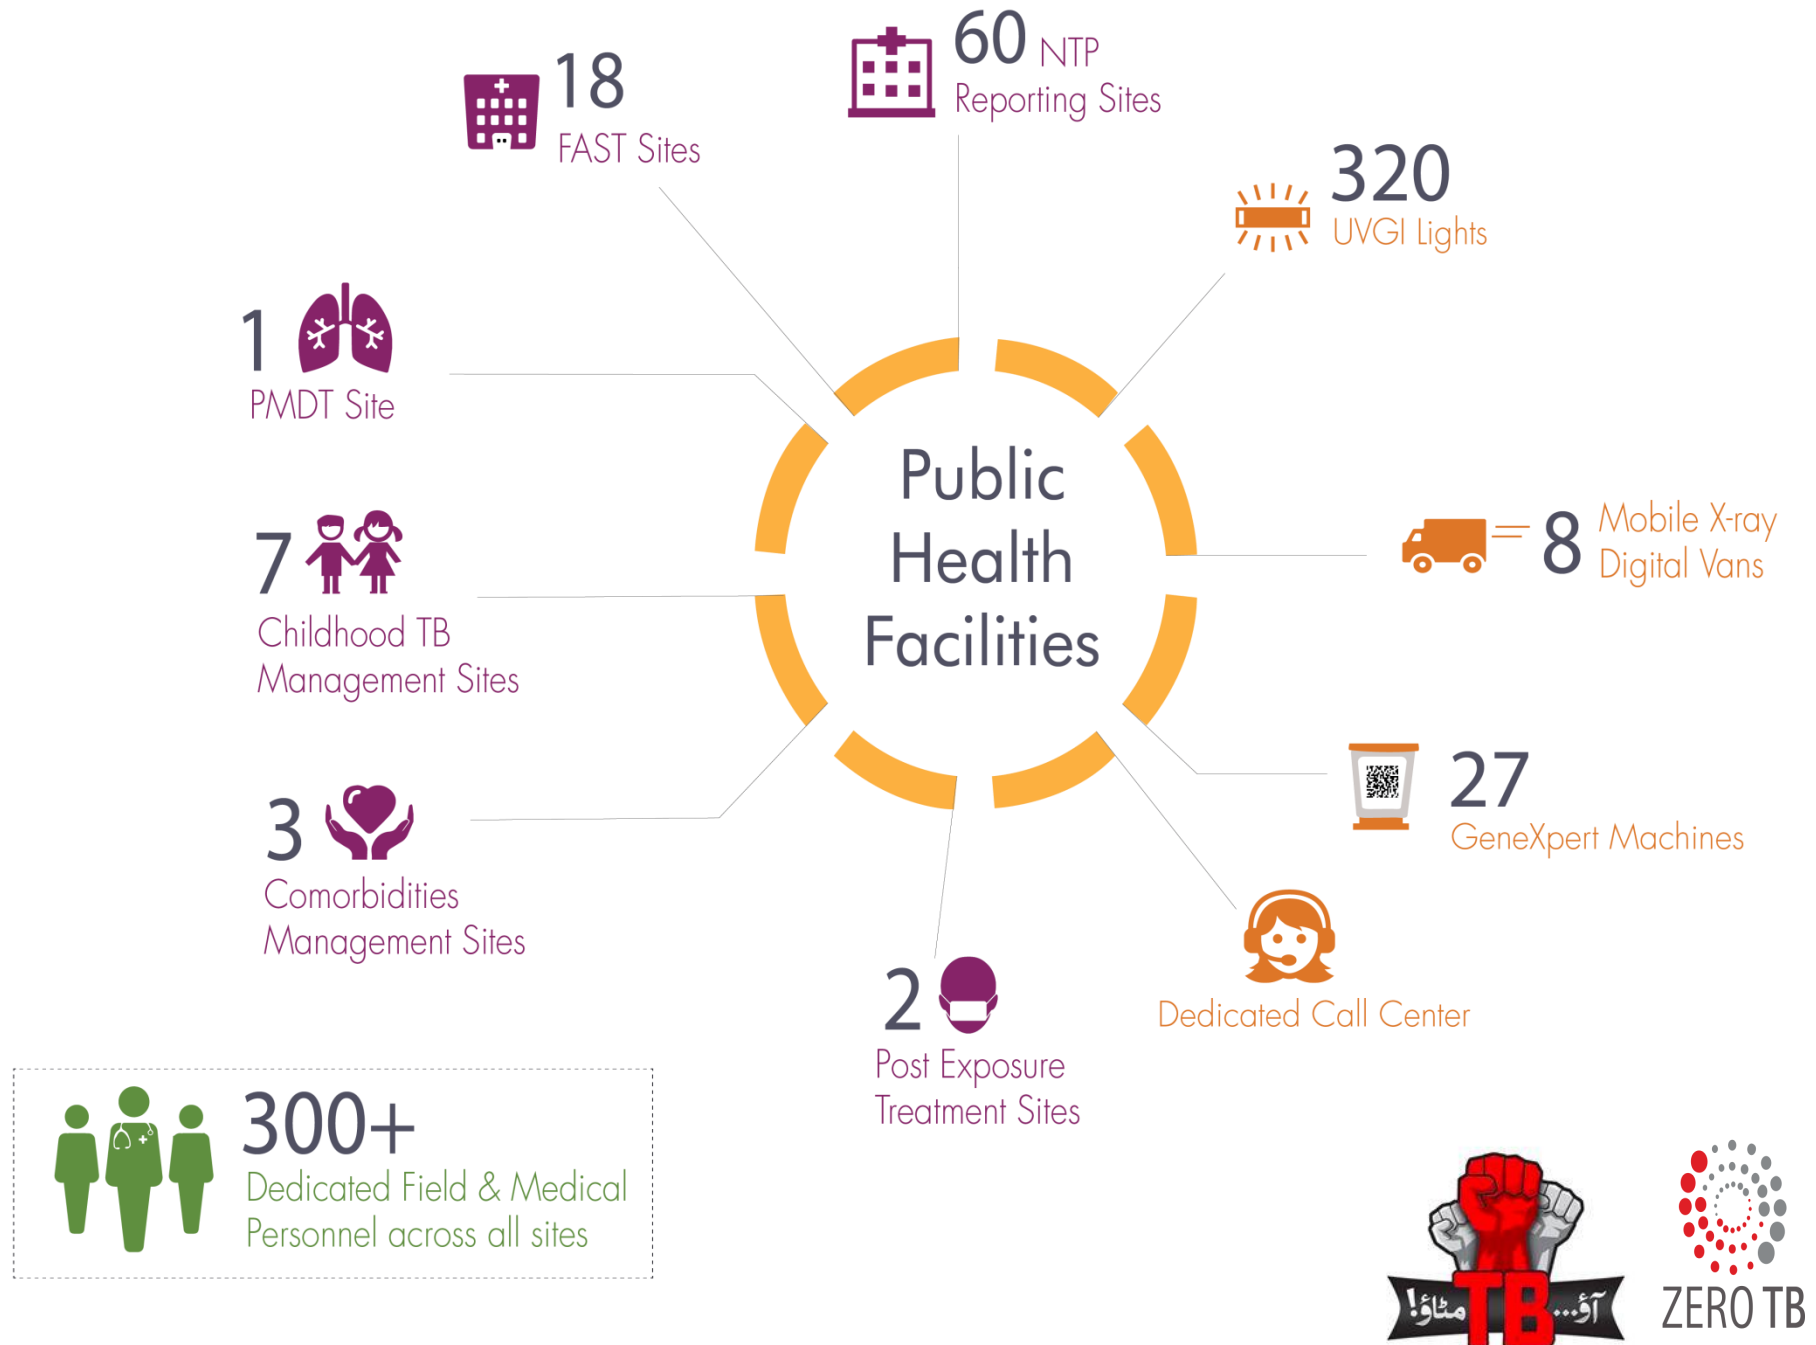 18
FAST Sites
60 NTP
Reporting Sites
320
UVGI Lights
1
PMDT Site
Public
Health
Facilities
8
Mobile X-ray
Digital Vans
7
Childhood TB
Management Sites
27
GeneXpert Machines
3
Comorbidities
Management Sites
Dedicated Call Center
2
Post Exposure
Treatment Sites
300+
Dedicated Field & Medical
Personnel across all sites
آؤ... TB مٹاؤ!
ZERO TB